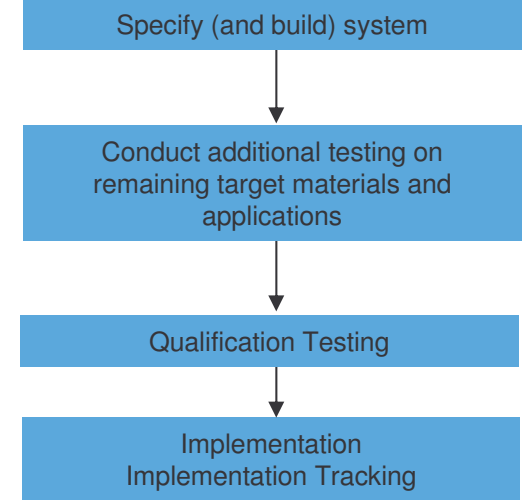 Specify (and build) system
Conduct additional testing on
remaining target materials and
applications
Qualification Testing
Implementation
Implementation Tracking